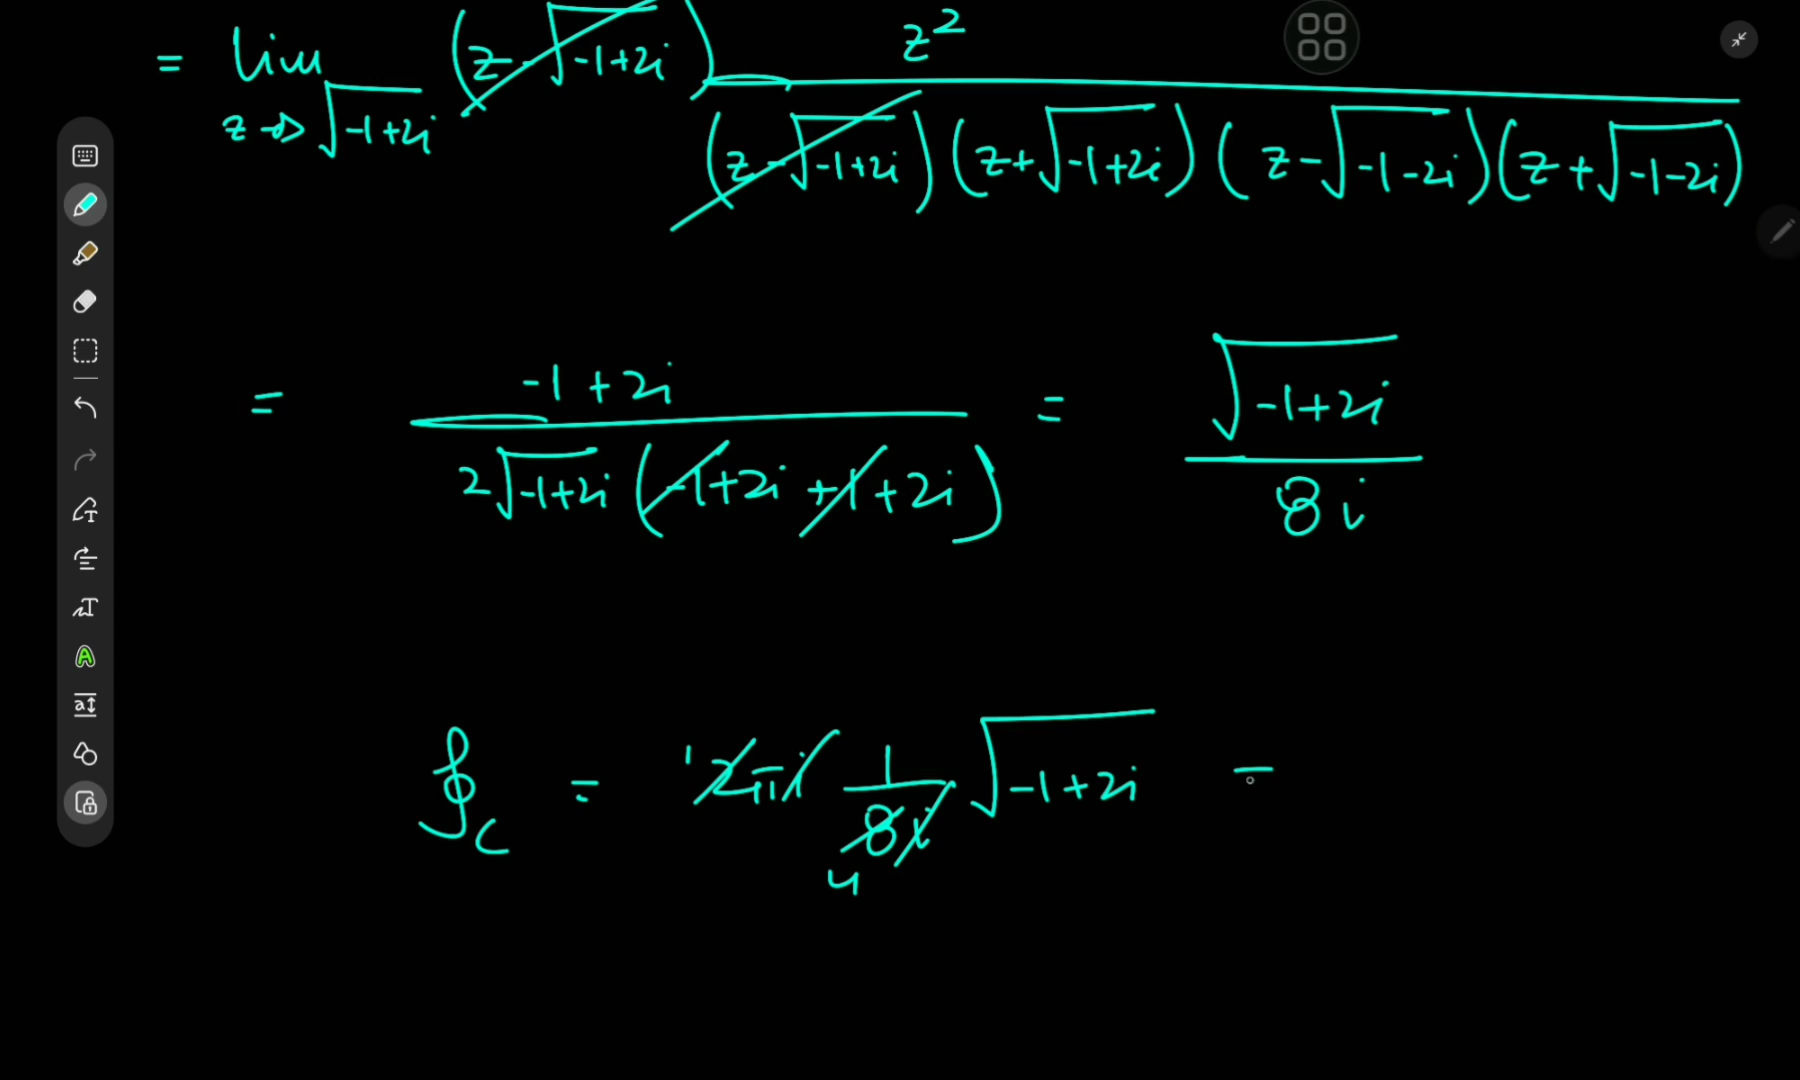 = lim (z - √-1+2i) z²
z→√-1+2i (z-√-1+2i) (z+√-1+2i) (z-√-1-2i) (z+√-1-2i)
= -1+2i = √-1+2i
2√-1+2i (-1+2i+1+2i) 8i
∮C = 1 2πi 1 √-1+2i =
8i
4